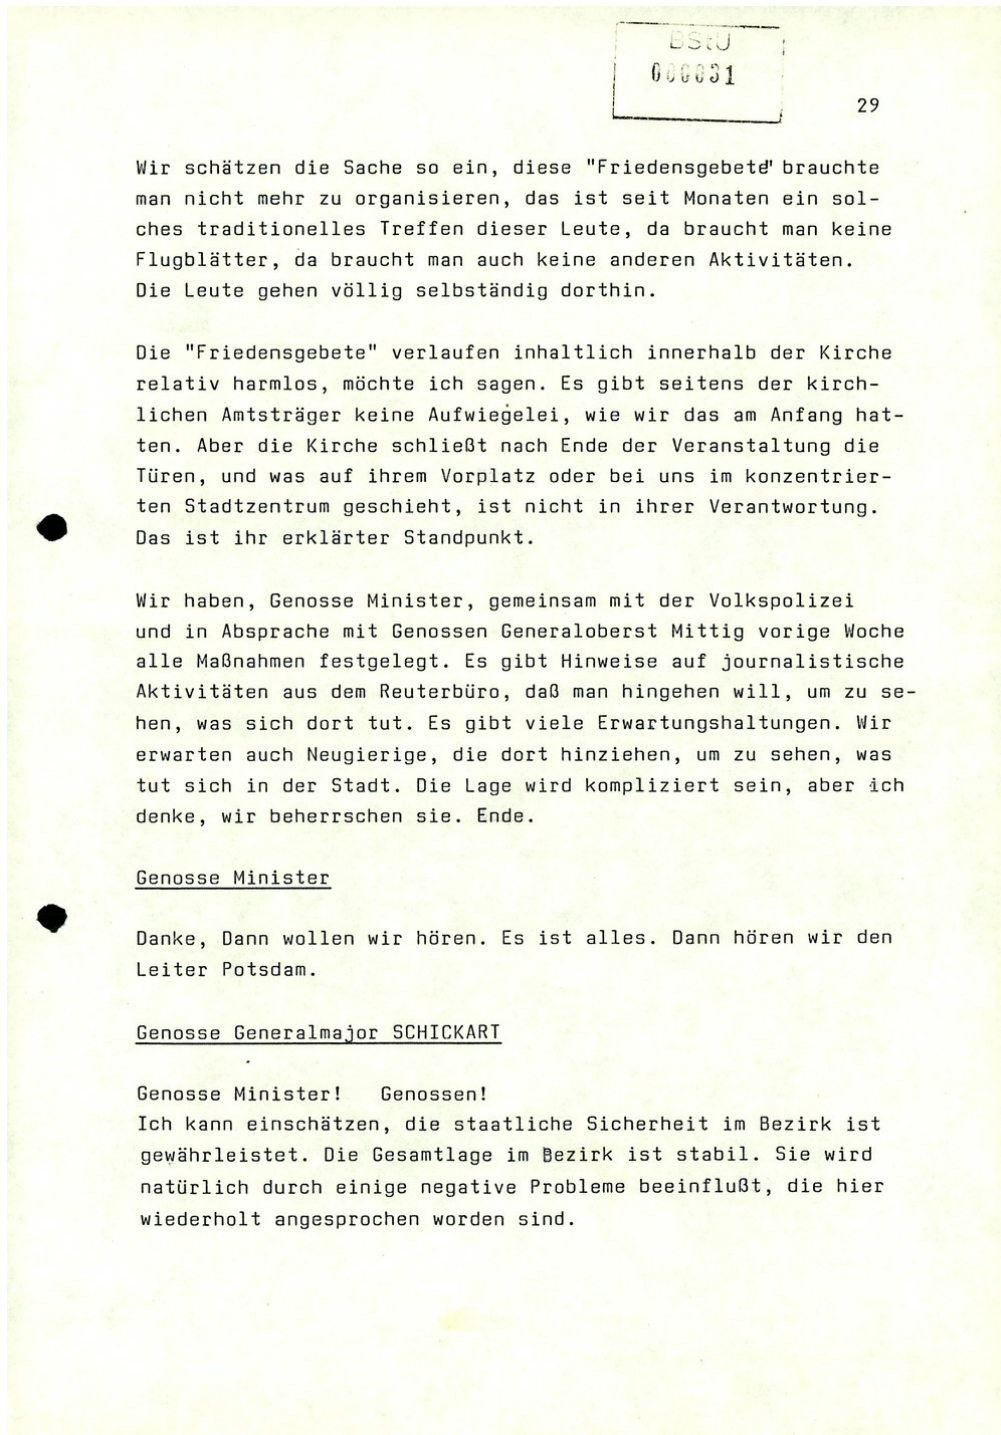 BStU
000031
29
Wir schätzen die Sache so ein, diese "Friedensgebete" brauchte
man nicht mehr zu organisieren, das ist seit Monaten ein sol-
ches traditionelles Treffen dieser Leute, da braucht man keine
Flugblätter, da braucht man auch keine anderen Aktivitäten.
Die Leute gehen völlig selbständig dorthin.
Die "Friedensgebete" verlaufen inhaltlich innerhalb der Kirche
relativ harmlos, möchte ich sagen. Es gibt seitens der kirch-
lichen Amtsträger keine Aufwiegelei, wie wir das am Anfang hat-
ten. Aber die Kirche schließt nach Ende der Veranstaltung die
Türen, und was auf ihrem Vorplatz oder bei uns im konzentrier-
ten Stadtzentrum geschieht, ist nicht in ihrer Verantwortung.
Das ist ihr erklärter Standpunkt.
Wir haben, Genosse Minister, gemeinsam mit der Volkspolizei
und in Absprache mit Genossen Generaloberst Mittig vorige Woche
alle Maßnahmen festgelegt. Es gibt Hinweise auf journalistische
Aktivitäten aus dem Reuterbüro, daß man hingehen will, um zu se-
hen, was sich dort tut. Es gibt viele Erwartungshaltungen. Wir
erwarten auch Neugierige, die dort hinziehen, um zu sehen, was
tut sich in der Stadt. Die Lage wird kompliziert sein, aber ich
denke, wir beherrschen sie. Ende.
Genosse Minister
Danke, Dann wollen wir hören. Es ist alles. Dann hören wir den
Leiter Potsdam.
Genosse Generalmajor SCHICKART
Genosse Minister! Genossen!
Ich kann einschätzen, die staatliche Sicherheit im Bezirk ist
gewährleistet. Die Gesamtlage im Bezirk ist stabil. Sie wird
natürlich durch einige negative Probleme beeinflußt, die hier
wiederholt angesprochen worden sind.